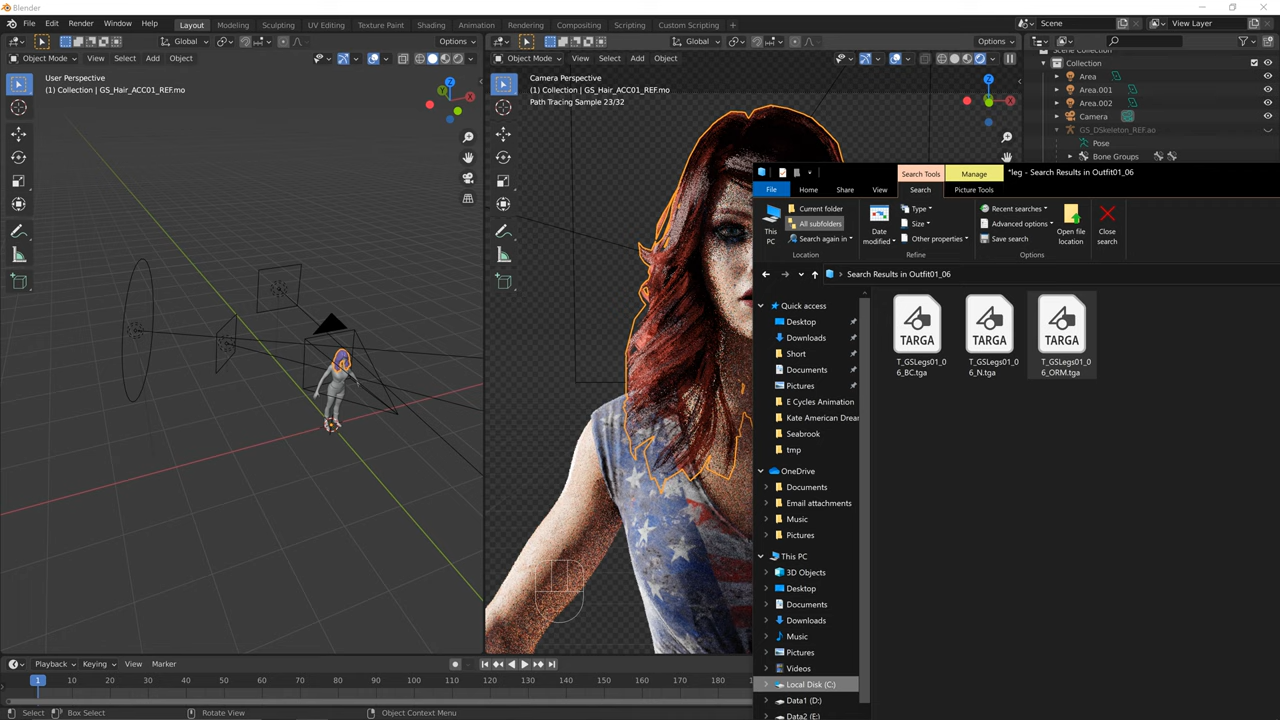 Blender
File Edit Render Window Help Layout Modeling Sculpting UV Editing Texture Paint Shading Animation Rendering Compositing Scripting Custom Scripting + Scene View Layer
Global Options Global Options
Object Mode View Select Add Object Object Mode View Select Add Object
User Perspective
(1) Collection | GS_Hair_ACC01_REF.mo
Camera Perspective
(1) Collection | GS_Hair_ACC01_REF.mo
Path Tracing Sample 23/32
Collection
Area
Area.001
Area.002
Camera
GS_DSkeleton_REF.ao
Pose
Bone Groups
Search Tools Manage *leg - Search Results in Outfit01_06
File Home Share View Search Picture Tools
This PC
Current folder
All subfolders
Search again in
Location
Date modified
Type
Size
Other properties
Refine
Recent searches
Advanced options
Save search
Open file location
Close search
Options
Search Results in Outfit01_06
Quick access
Desktop
Downloads
Short
Documents
Pictures
E Cycles Animation
Kate American Drea
Seabrook
tmp
OneDrive
Documents
Email attachments
Music
Pictures
This PC
3D Objects
Desktop
Documents
Downloads
Music
Pictures
Videos
Local Disk (C:)
Data1 (D:)
Data2 (E:)
TARGA TARGA TARGA
T_GSLegs01_06_BC.tga
T_GSLegs01_06_N.tga
T_GSLegs01_06_ORM.tga
X Y Z
Playback Keying View Marker
1 10 20 30 40 50 60 70 80 90 100 110 120 130 140 150 160 170 180
Select Box Select Rotate View Object Context Menu